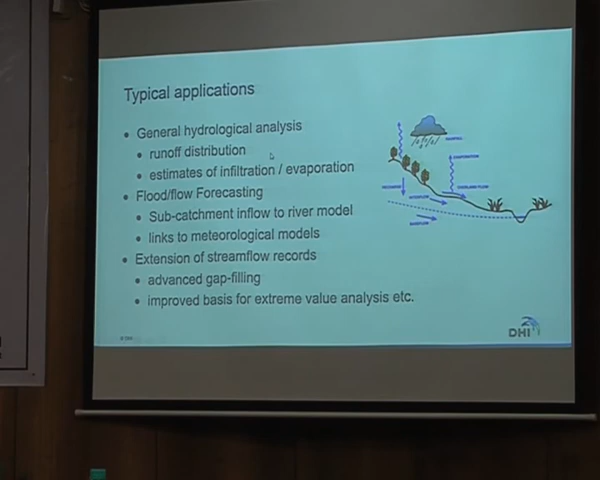 Typical applications
• General hydrological analysis
• runoff distribution
• estimates of infiltration / evaporation
• Flood/flow Forecasting
• Sub-catchment inflow to river model
• links to meteorological models
• Extension of streamflow records
• advanced gap-filling
• improved basis for extreme value analysis etc.
DHI